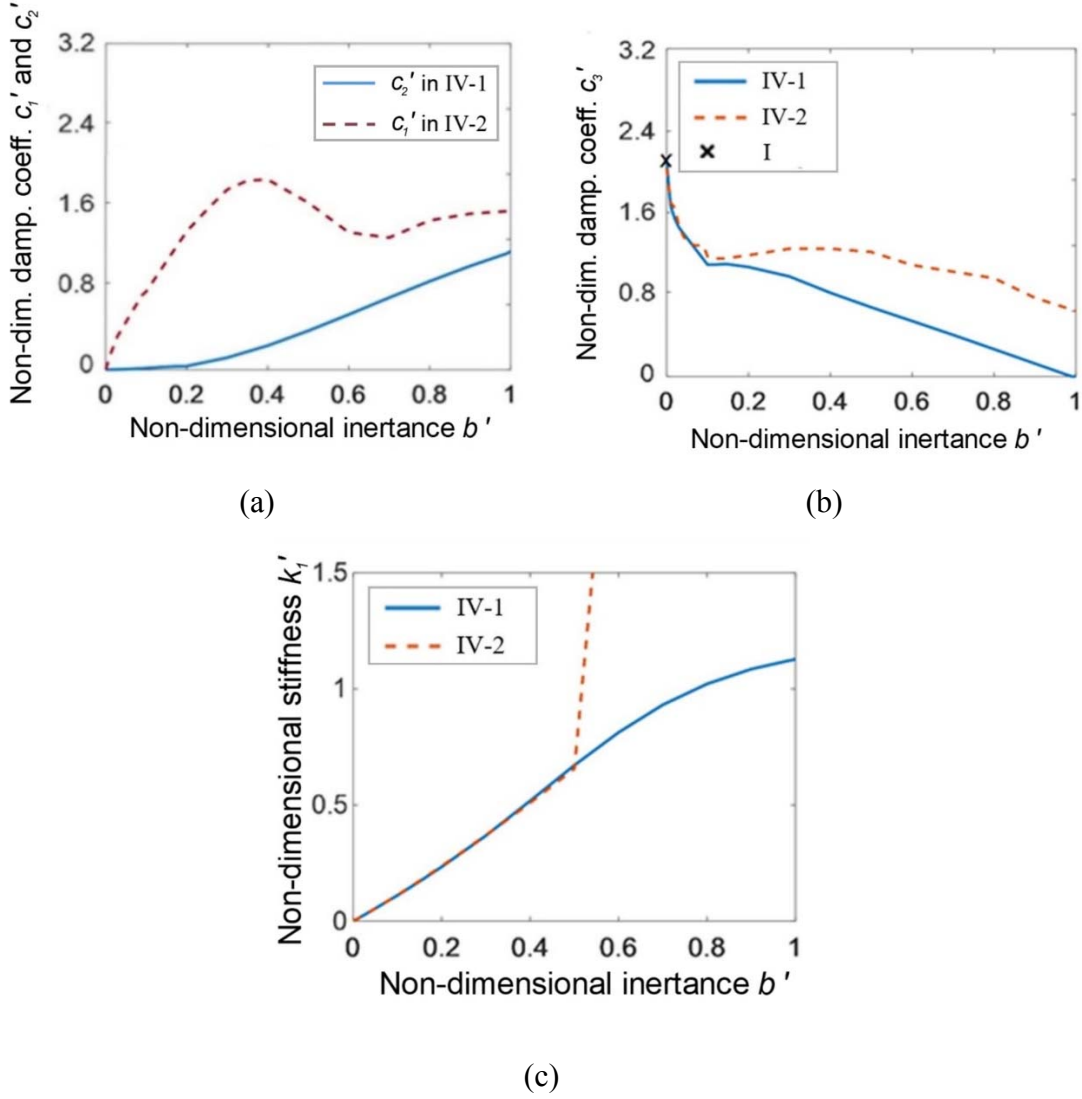 Non-dim. damp. coeff. c₁' and c₂'
3.2
2.4
1.6
0.8
0
c₂' in IV-1
c₁' in IV-2
0 0.2 0.4 0.6 0.8 1
Non-dimensional inertance b'
(a)
Non-dim. damp. coeff. c₃'
3.2
2.4
1.6
0.8
0
IV-1
IV-2
I
0 0.2 0.4 0.6 0.8 1
Non-dimensional inertance b'
(b)
Non-dimensional stiffness k₁'
1.5
1
0.5
0
IV-1
IV-2
0 0.2 0.4 0.6 0.8 1
Non-dimensional inertance b'
(c)